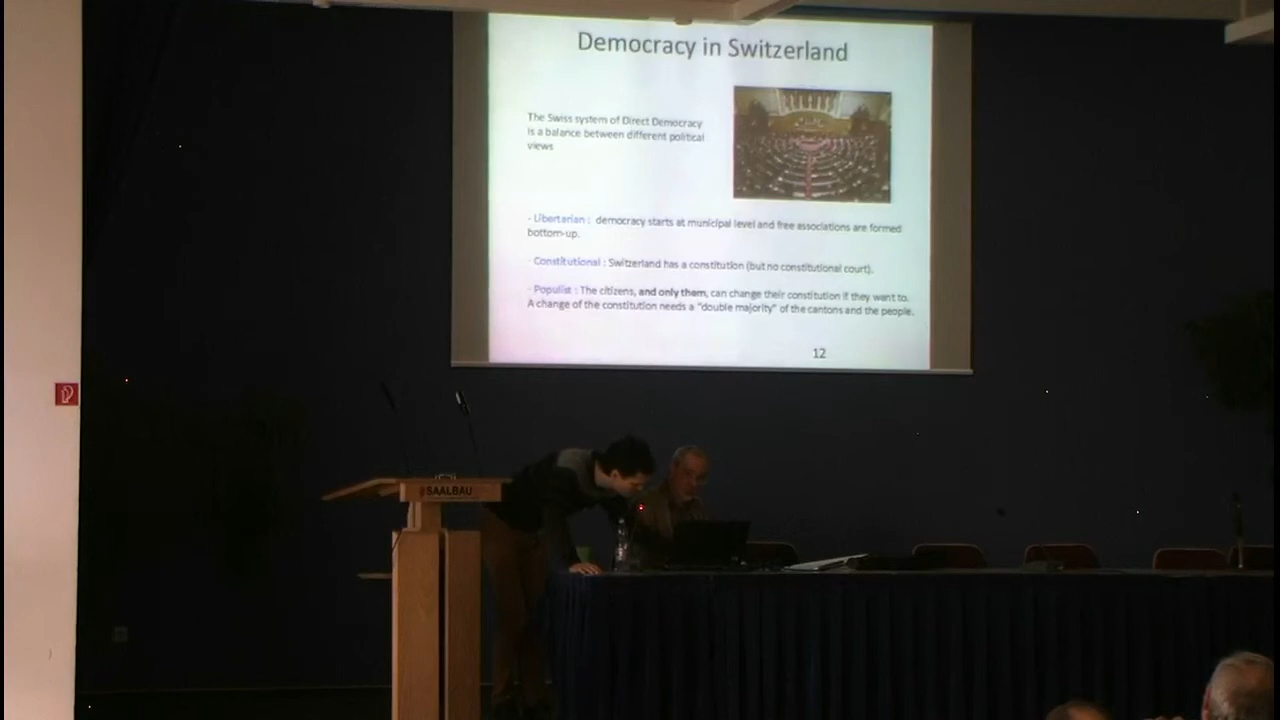 Democracy in Switzerland
The Swiss system of Direct Democracy
is a balance between different political
views
- Libertarian : democracy starts at municipal level and free associations are formed
bottom-up.
- Constitutional : Switzerland has a constitution (but no constitutional court).
- Populist : The citizens, and only them, can change their constitution if they want to.
A change of the constitution needs a "double majority" of the cantons and the people.
12
SAALBAU